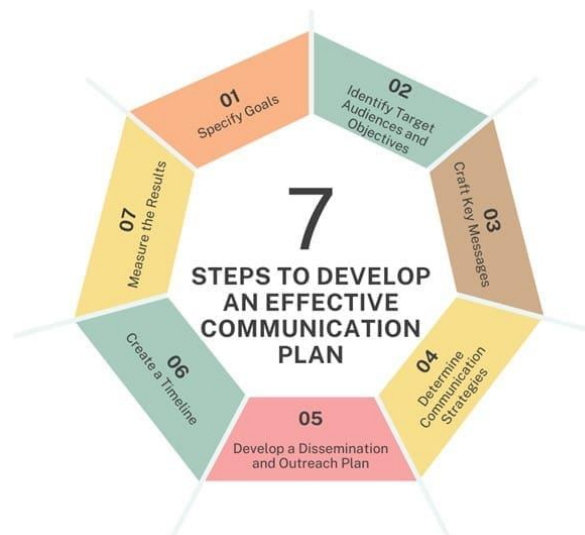 01
Specify Goals
02
Identify Target
Audiences and
Objectives
03
Craft Key Messages
04
Determine
Communication
Strategies
05
Develop a Dissemination
and Outreach Plan
06
Create a Timeline
07
Measure the Results
7
STEPS TO DEVELOP
AN EFFECTIVE
COMMUNICATION
PLAN